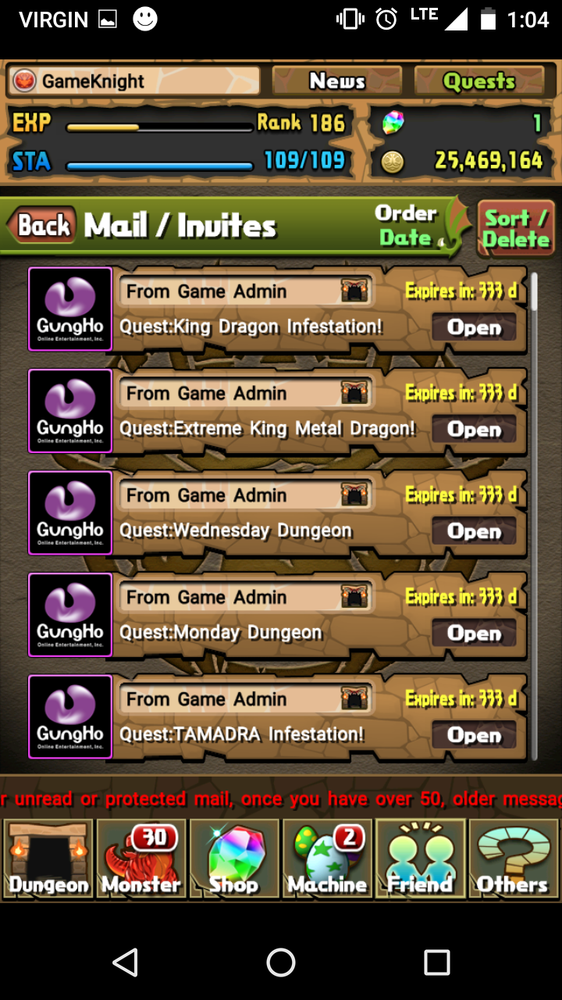 VIRGIN LTE 1:04
GameKnight News Quests
EXP Rank 186 1
STA 109/109 25,469,164
Back Mail / Invites Order Date Sort / Delete
From Game Admin Expires in: 333 d
GungHo Online Entertainment, Inc. Quest:King Dragon Infestation! Open
From Game Admin Expires in: 333 d
GungHo Online Entertainment, Inc. Quest:Extreme King Metal Dragon! Open
From Game Admin Expires in: 333 d
GungHo Online Entertainment, Inc. Quest:Wednesday Dungeon Open
From Game Admin Expires in: 333 d
GungHo Online Entertainment, Inc. Quest:Monday Dungeon Open
From Game Admin Expires in: 333 d
GungHo Online Entertainment, Inc. Quest:TAMADRA Infestation! Open
r unread or protected mail, once you have over 50, older messag
30 2
Dungeon Monster Shop Machine Friend Others